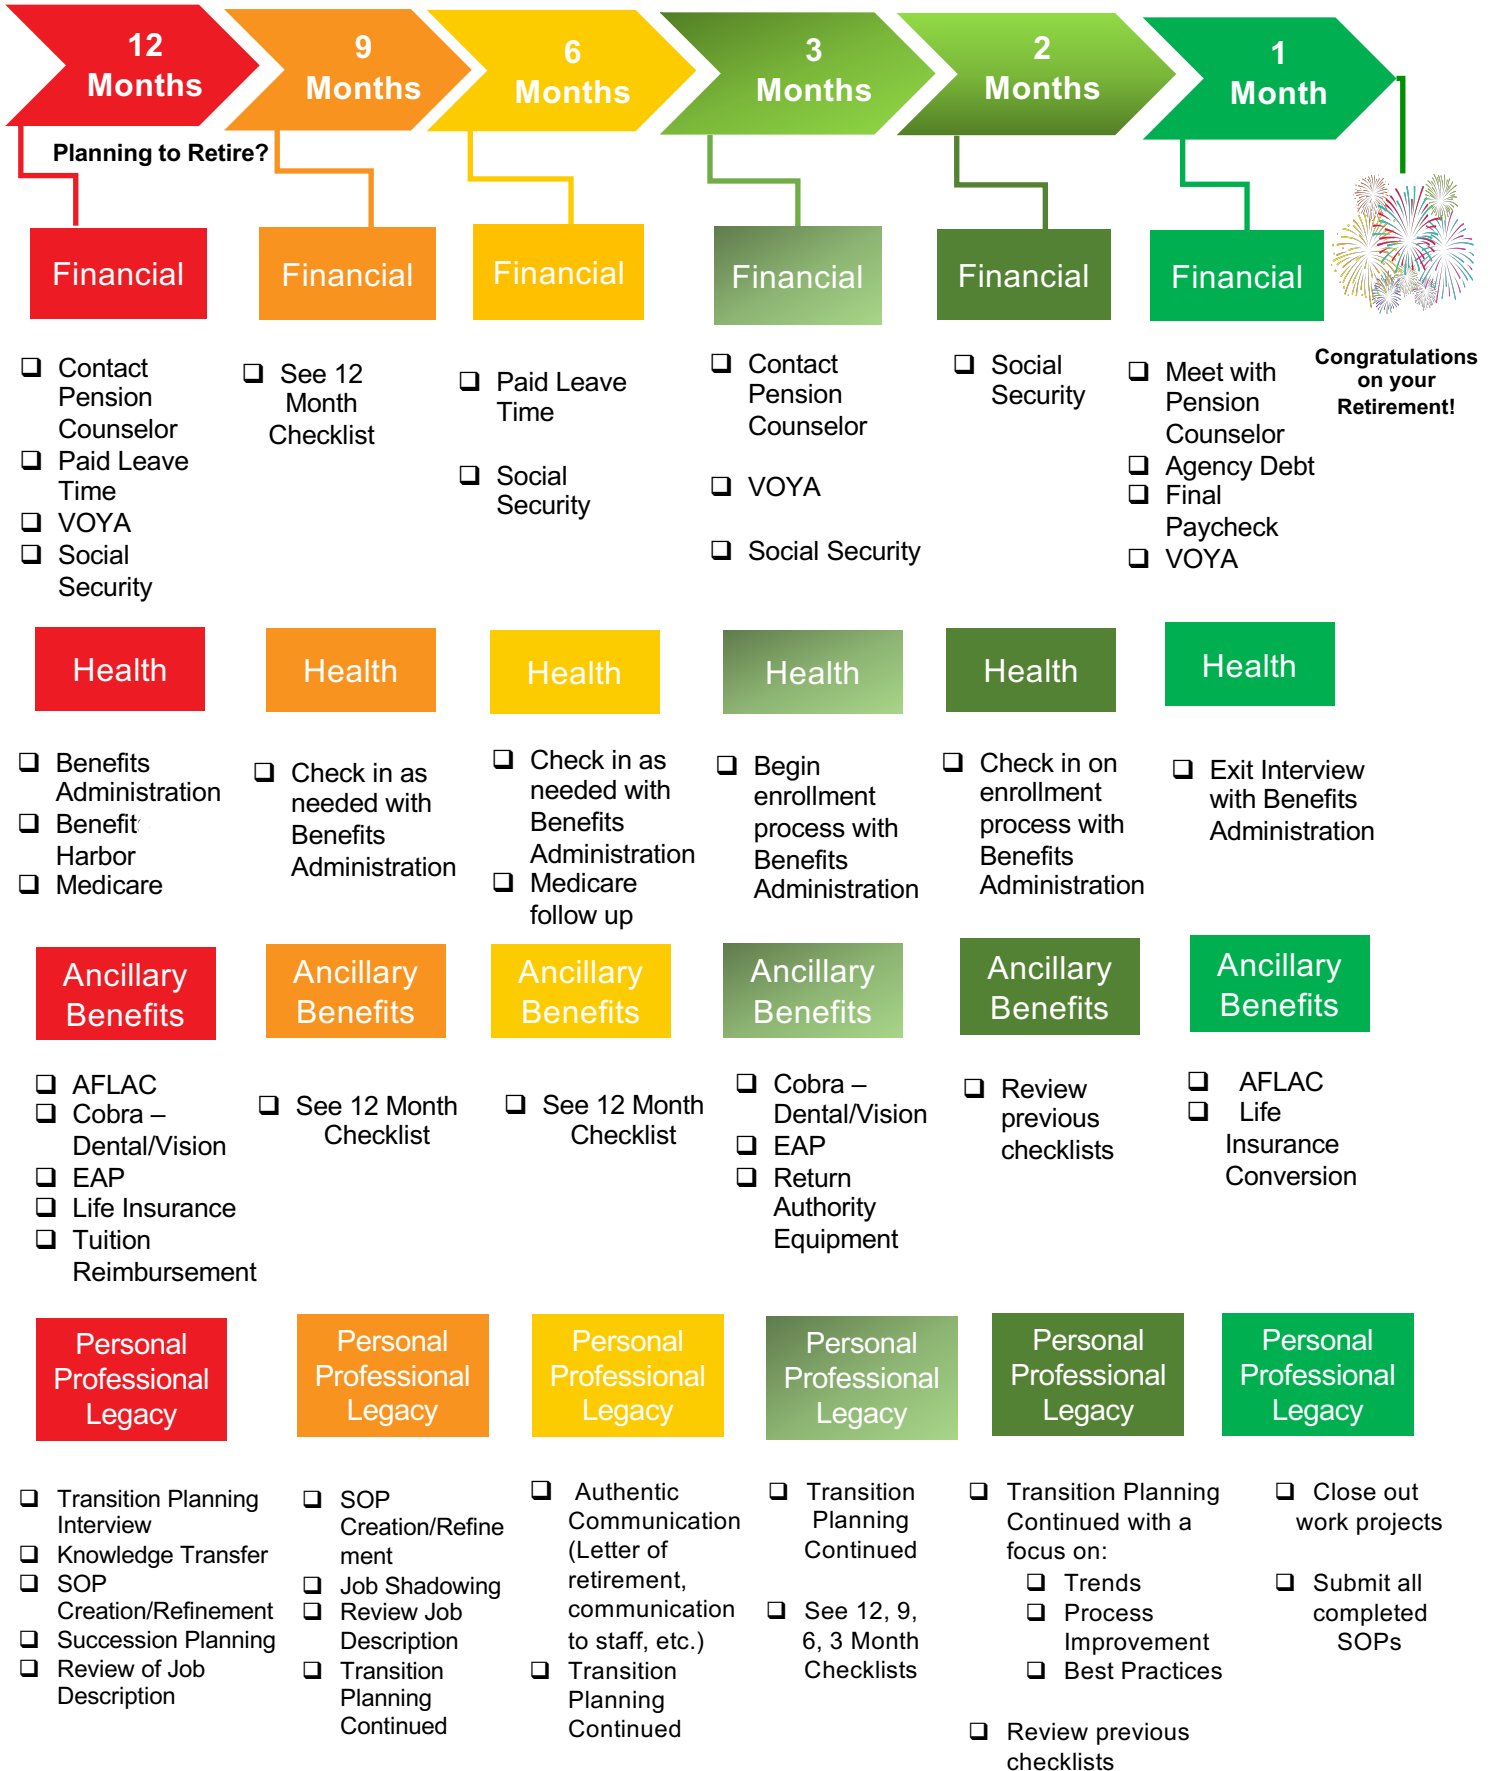 12
Months
9
Months
6
Months
3
Months
2
Months
1
Month
Planning to Retire?
Financial
Financial
Financial
Financial
Financial
Financial
❑ Contact
Pension
Counselor
❑ Paid Leave
Time
❑ VOYA
❑ Social
Security
❑ See 12
Month
Checklist
❑ Paid Leave
Time
❑ Social
Security
❑ Contact
Pension
Counselor
❑ VOYA
❑ Social Security
❑ Social
Security
❑ Meet with
Pension
Counselor
❑ Agency Debt
❑ Final
Paycheck
❑ VOYA
Congratulations
on your
Retirement!
Health
Health
Health
Health
Health
Health
❑ Benefits
Administration
❑ Benefit
Harbor
❑ Medicare
❑ Check in as
needed with
Benefits
Administration
❑ Check in as
needed with
Benefits
Administration
❑ Medicare
follow up
❑ Begin
enrollment
process with
Benefits
Administration
❑ Check in on
enrollment
process with
Benefits
Administration
❑ Exit Interview
with Benefits
Administration
Ancillary
Benefits
Ancillary
Benefits
Ancillary
Benefits
Ancillary
Benefits
Ancillary
Benefits
Ancillary
Benefits
❑ AFLAC
❑ Cobra –
Dental/Vision
❑ EAP
❑ Life Insurance
❑ Tuition
Reimbursement
❑ See 12 Month
Checklist
❑ See 12 Month
Checklist
❑ Cobra –
Dental/Vision
❑ EAP
❑ Return
Authority
Equipment
❑ Review
previous
checklists
❑ AFLAC
❑ Life
Insurance
Conversion
Personal
Professional
Legacy
Personal
Professional
Legacy
Personal
Professional
Legacy
Personal
Professional
Legacy
Personal
Professional
Legacy
Personal
Professional
Legacy
❑ Transition Planning
Interview
❑ Knowledge Transfer
❑ SOP
Creation/Refinement
❑ Succession Planning
❑ Review of Job
Description
❑ SOP
Creation/Refine
ment
❑ Job Shadowing
❑ Review Job
Description
❑ Transition
Planning
Continued
❑ Authentic
Communication
(Letter of
retirement,
communication
to staff, etc.)
❑ Transition
Planning
Continued
❑ Transition
Planning
Continued
❑ See 12, 9,
6, 3 Month
Checklists
❑ Transition Planning
Continued with a
focus on:
❑ Trends
❑ Process
Improvement
❑ Best Practices
❑ Review previous
checklists
❑ Close out
work projects
❑ Submit all
completed
SOPs